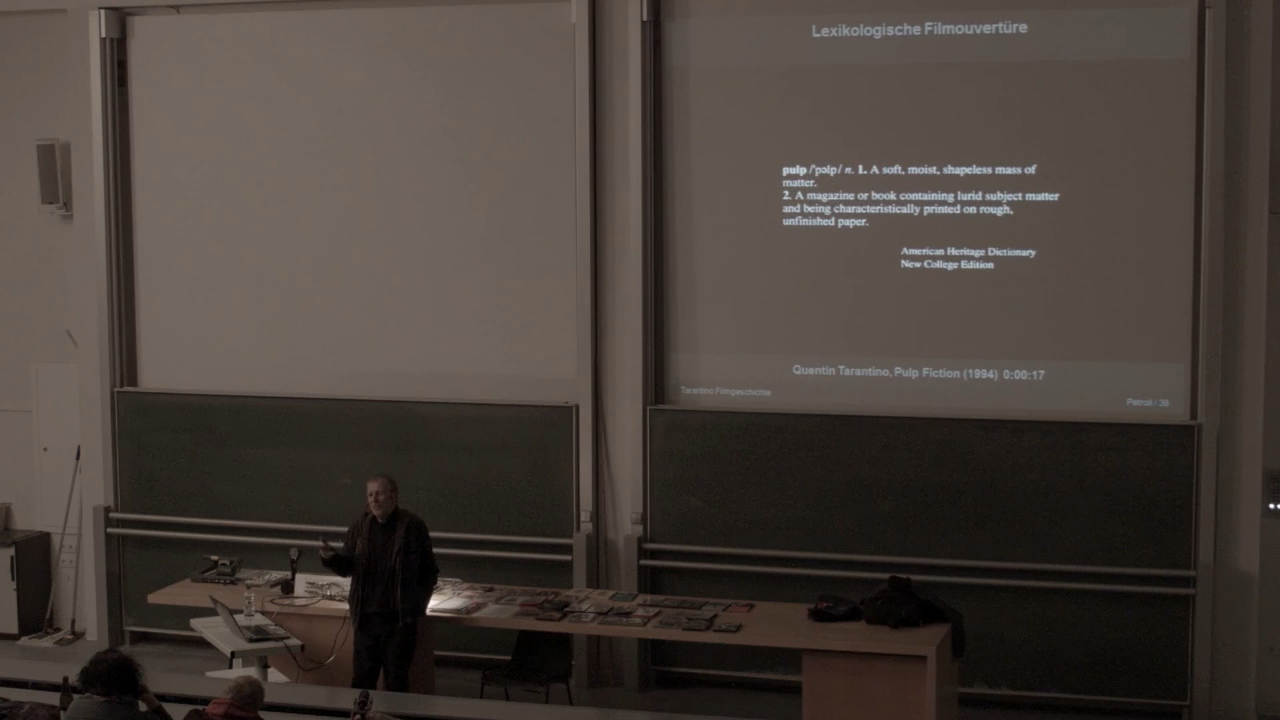 Lexikologische Filmouvertüre
pulp /'pəlp/ n. 1. A soft, moist, shapeless mass of
matter.
2. A magazine or book containing lurid subject matter
and being characteristically printed on rough,
unfinished paper.
American Heritage Dictionary
New College Edition
Quentin Tarantino, Pulp Fiction (1994) 0:00:17
Tarantino Filmgeschichte
Petroll / 38